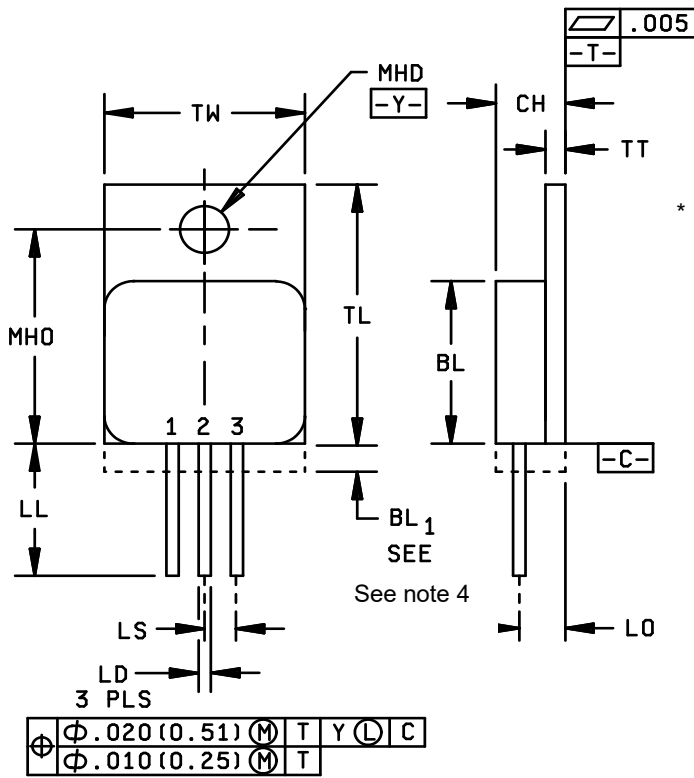 ⏥ .005
-T-
MHD
-Y-
CH
TW
TT
*
MHO
TL
BL
1 2 3
-C-
LL
BL1
SEE
See note 4
LS
LO
LD
3 PLS
⌖ Φ.020(0.51) Ⓜ T Y Ⓛ C
Φ.010(0.25) Ⓜ T